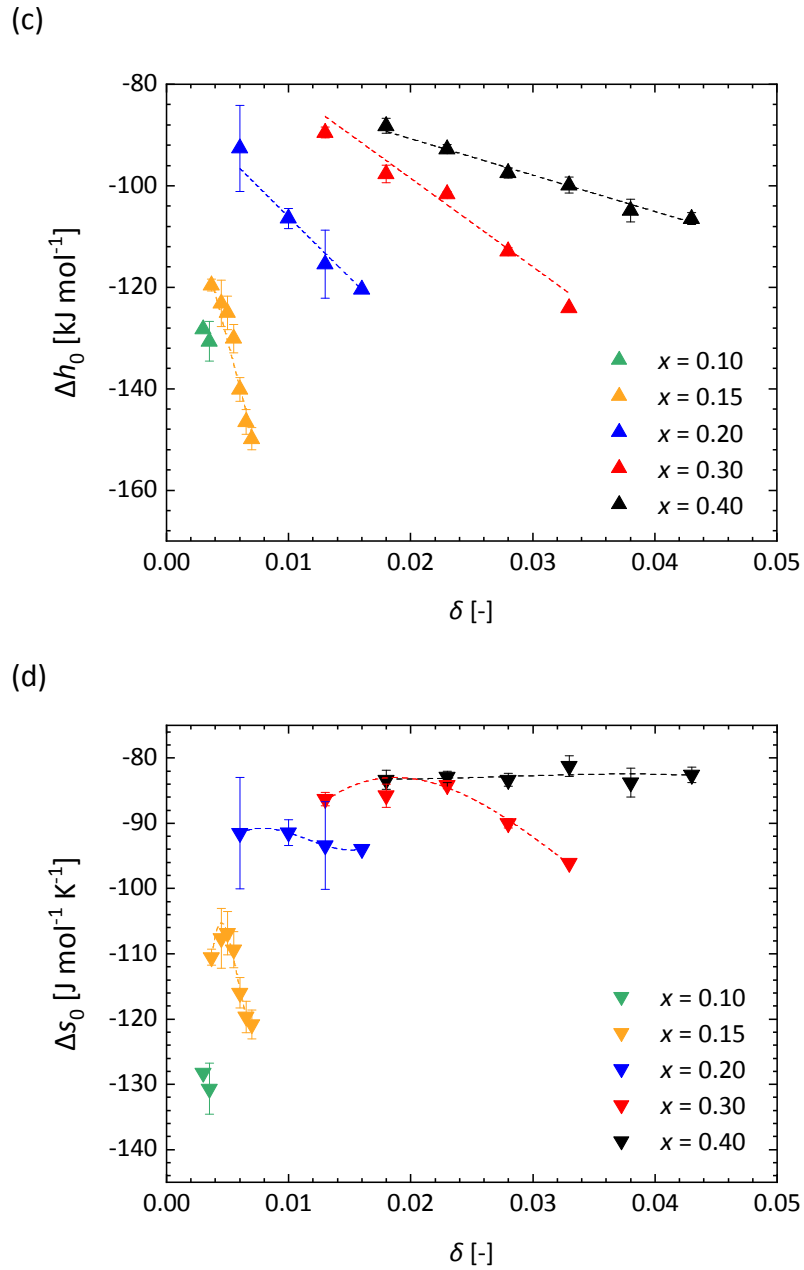 (c)
-80
-100
-120
-140
-160
Δh₀ [kJ mol⁻¹]
x = 0.10
x = 0.15
x = 0.20
x = 0.30
x = 0.40
0.00 0.01 0.02 0.03 0.04 0.05
δ [-]
(d)
-80
-90
-100
-110
-120
-130
-140
Δs₀ [J mol⁻¹ K⁻¹]
x = 0.10
x = 0.15
x = 0.20
x = 0.30
x = 0.40
0.00 0.01 0.02 0.03 0.04 0.05
δ [-]